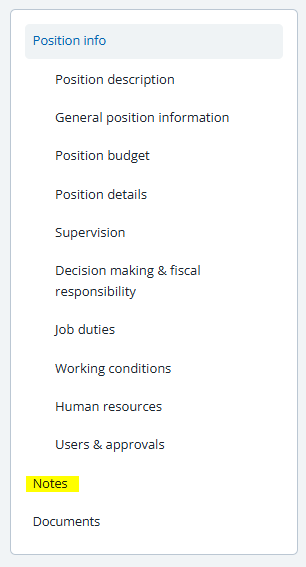 Position info
Position description
General position information
Position budget
Position details
Supervision
Decision making & fiscal
responsibility
Job duties
Working conditions
Human resources
Users & approvals
Notes
Documents